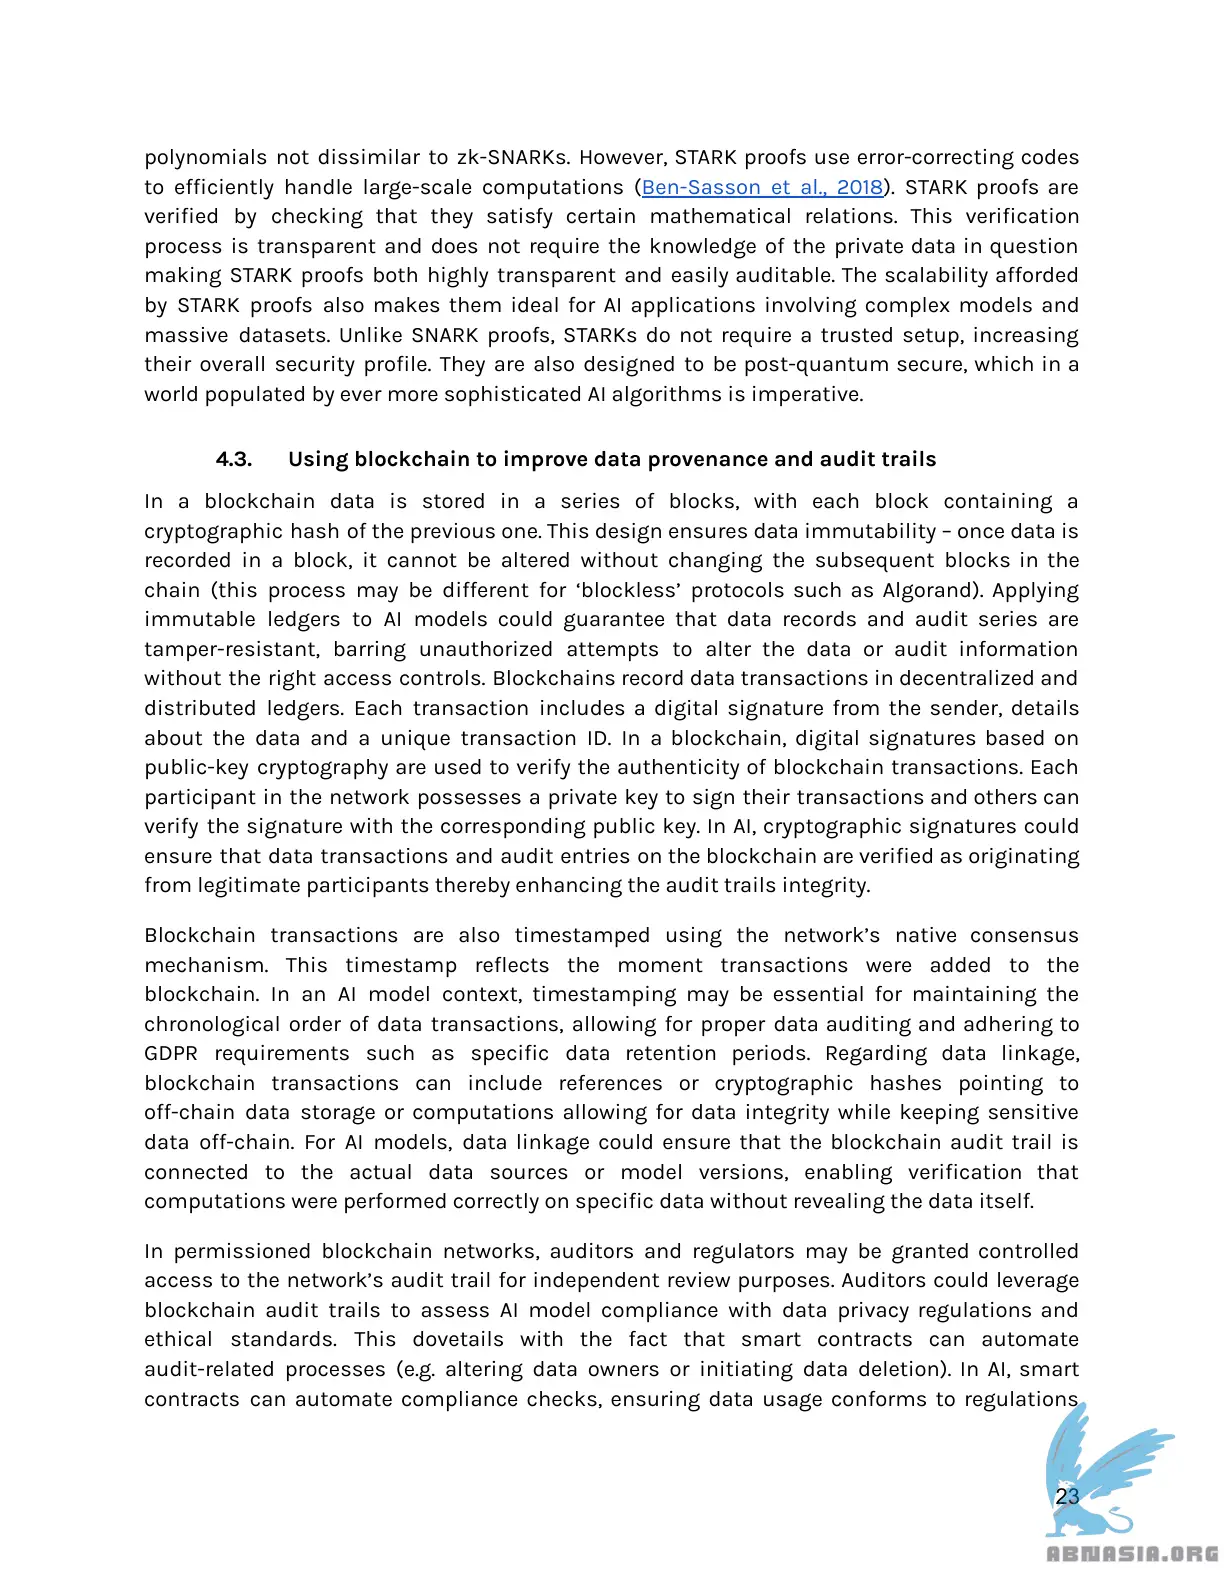 polynomials not dissimilar to zk-SNARKs. However, STARK proofs use error-correcting codes
to efficiently handle large-scale computations (Ben-Sasson et al., 2018). STARK proofs are
verified by checking that they satisfy certain mathematical relations. This verification
process is transparent and does not require the knowledge of the private data in question
making STARK proofs both highly transparent and easily auditable. The scalability afforded
by STARK proofs also makes them ideal for AI applications involving complex models and
massive datasets. Unlike SNARK proofs, STARKs do not require a trusted setup, increasing
their overall security profile. They are also designed to be post-quantum secure, which in a
world populated by ever more sophisticated AI algorithms is imperative.
4.3. Using blockchain to improve data provenance and audit trails
In a blockchain data is stored in a series of blocks, with each block containing a
cryptographic hash of the previous one. This design ensures data immutability – once data is
recorded in a block, it cannot be altered without changing the subsequent blocks in the
chain (this process may be different for ‘blockless’ protocols such as Algorand). Applying
immutable ledgers to AI models could guarantee that data records and audit series are
tamper-resistant, barring unauthorized attempts to alter the data or audit information
without the right access controls. Blockchains record data transactions in decentralized and
distributed ledgers. Each transaction includes a digital signature from the sender, details
about the data and a unique transaction ID. In a blockchain, digital signatures based on
public-key cryptography are used to verify the authenticity of blockchain transactions. Each
participant in the network possesses a private key to sign their transactions and others can
verify the signature with the corresponding public key. In AI, cryptographic signatures could
ensure that data transactions and audit entries on the blockchain are verified as originating
from legitimate participants thereby enhancing the audit trails integrity.
Blockchain transactions are also timestamped using the network’s native consensus
mechanism. This timestamp reflects the moment transactions were added to the
blockchain. In an AI model context, timestamping may be essential for maintaining the
chronological order of data transactions, allowing for proper data auditing and adhering to
GDPR requirements such as specific data retention periods. Regarding data linkage,
blockchain transactions can include references or cryptographic hashes pointing to
off-chain data storage or computations allowing for data integrity while keeping sensitive
data off-chain. For AI models, data linkage could ensure that the blockchain audit trail is
connected to the actual data sources or model versions, enabling verification that
computations were performed correctly on specific data without revealing the data itself.
In permissioned blockchain networks, auditors and regulators may be granted controlled
access to the network’s audit trail for independent review purposes. Auditors could leverage
blockchain audit trails to assess AI model compliance with data privacy regulations and
ethical standards. This dovetails with the fact that smart contracts can automate
audit-related processes (e.g. altering data owners or initiating data deletion). In AI, smart
contracts can automate compliance checks, ensuring data usage conforms to regulations
23
ABNASIA.ORG